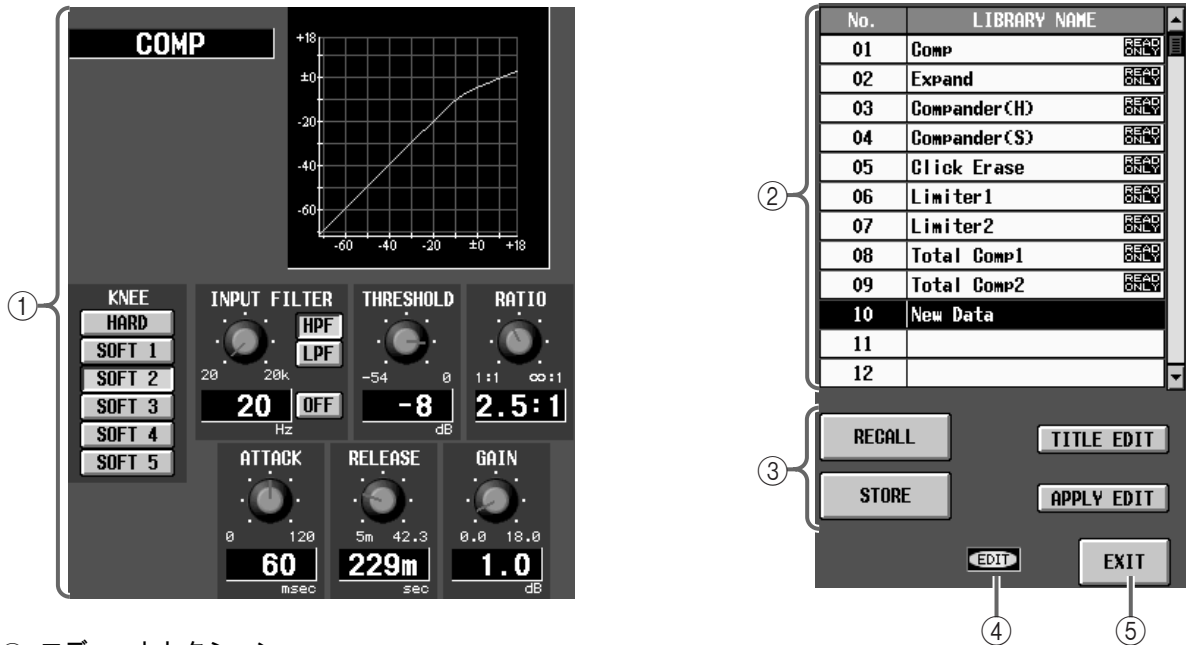 COMP
+18
±0
-20
-40
-60
-60 -40 -20 ±0 +18
①
KNEE
HARD
SOFT 1
SOFT 2
SOFT 3
SOFT 4
SOFT 5
INPUT FILTER
HPF
LPF
20 20k
20 OFF
Hz
THRESHOLD
-54 0
-8
dB
RATIO
1:1 ∞:1
2.5:1
ATTACK
0 120
60
msec
RELEASE
5m 42.3
229m
sec
GAIN
0.0 18.0
1.0
dB
②
No. LIBRARY NAME
01 Comp READ ONLY
02 Expand READ ONLY
03 Compander(H) READ ONLY
04 Compander(S) READ ONLY
05 Click Erase READ ONLY
06 Limiter1 READ ONLY
07 Limiter2 READ ONLY
08 Total Comp1 READ ONLY
09 Total Comp2 READ ONLY
10 New Data
11
12
③
RECALL TITLE EDIT
STORE APPLY EDIT
EDIT EXIT
④ ⑤